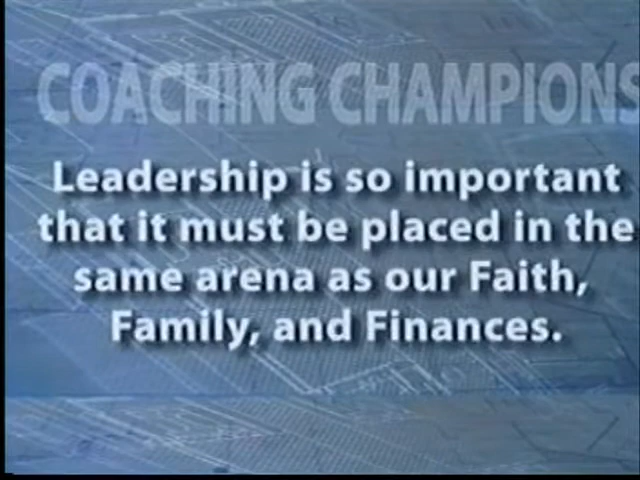 COACHING CHAMPIONS
Leadership is so important
that it must be placed in the
same arena as our Faith,
Family, and Finances.